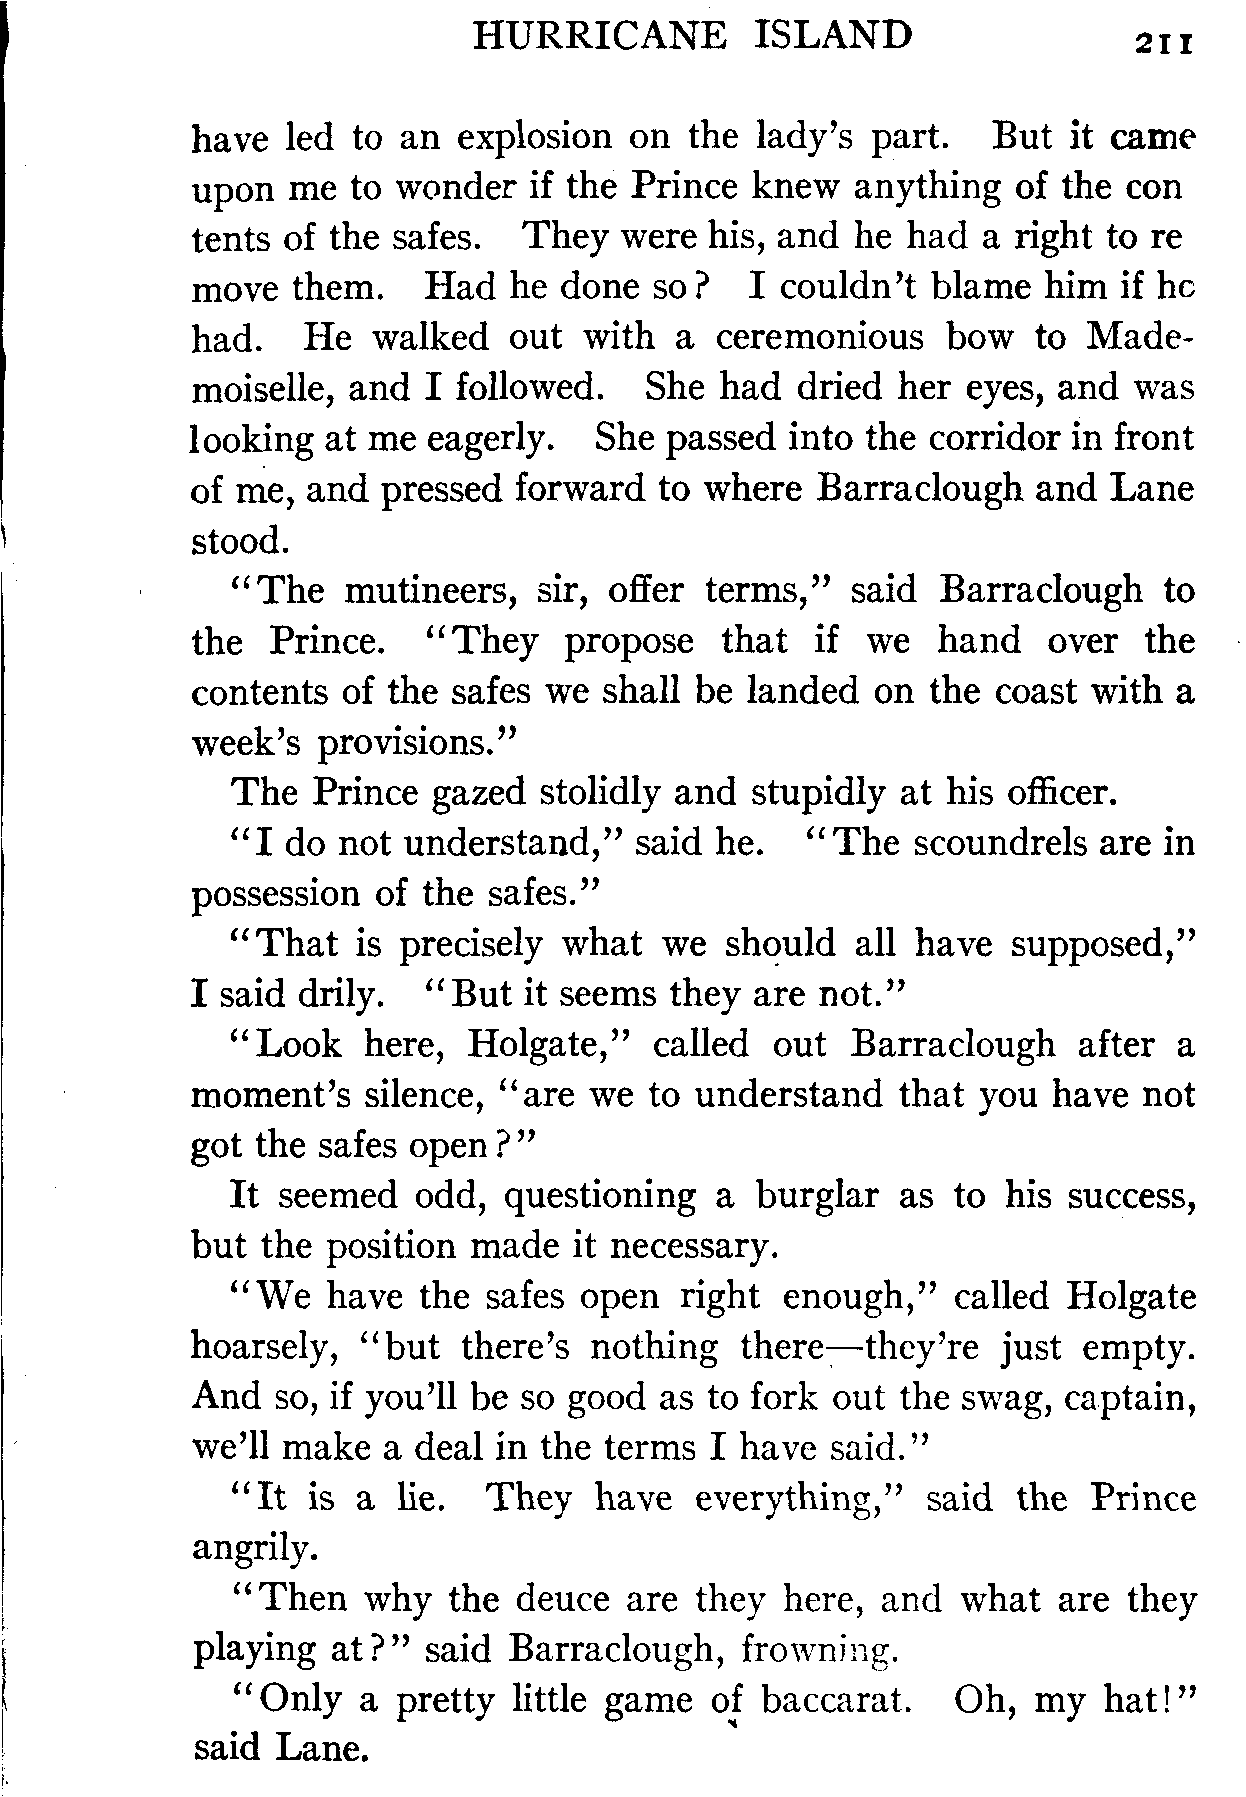 HURRICANE ISLAND 211
have led to an explosion on the lady's part. But it came
upon me to wonder if the Prince knew anything of the con
tents of the safes. They were his, and he had a right to re
move them. Had he done so? I couldn't blame him if he
had. He walked out with a ceremonious bow to Made-
moiselle, and I followed. She had dried her eyes, and was
looking at me eagerly. She passed into the corridor in front
of me, and pressed forward to where Barraclough and Lane
stood.
"The mutineers, sir, offer terms," said Barraclough to
the Prince. "They propose that if we hand over the
contents of the safes we shall be landed on the coast with a
week's provisions."
The Prince gazed stolidly and stupidly at his officer.
"I do not understand," said he. "The scoundrels are in
possession of the safes."
"That is precisely what we should all have supposed,"
I said drily. "But it seems they are not."
"Look here, Holgate," called out Barraclough after a
moment's silence, "are we to understand that you have not
got the safes open?"
It seemed odd, questioning a burglar as to his success,
but the position made it necessary.
"We have the safes open right enough," called Holgate
hoarsely, "but there's nothing there—they're just empty.
And so, if you'll be so good as to fork out the swag, captain,
we'll make a deal in the terms I have said."
"It is a lie. They have everything," said the Prince
angrily.
"Then why the deuce are they here, and what are they
playing at?" said Barraclough, frowning.
"Only a pretty little game of baccarat. Oh, my hat!"
said Lane.